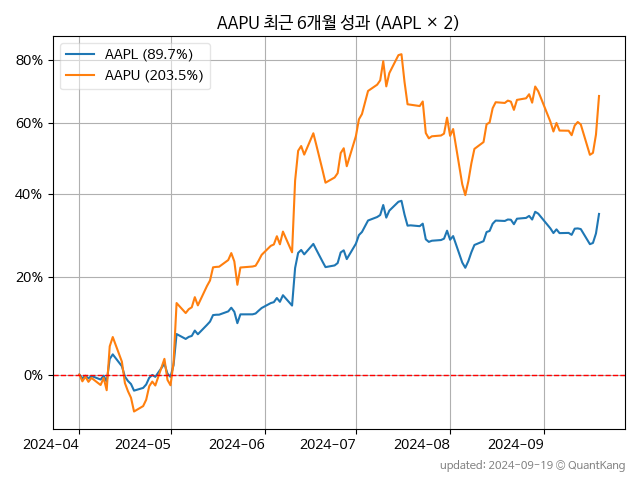 AAPU 최근 6개월 성과 (AAPL × 2)
AAPL (89.7%)
AAPU (203.5%)
80%
60%
40%
20%
0%
2024-04 2024-05 2024-06 2024-07 2024-08 2024-09
updated: 2024-09-19 @ QuantKang